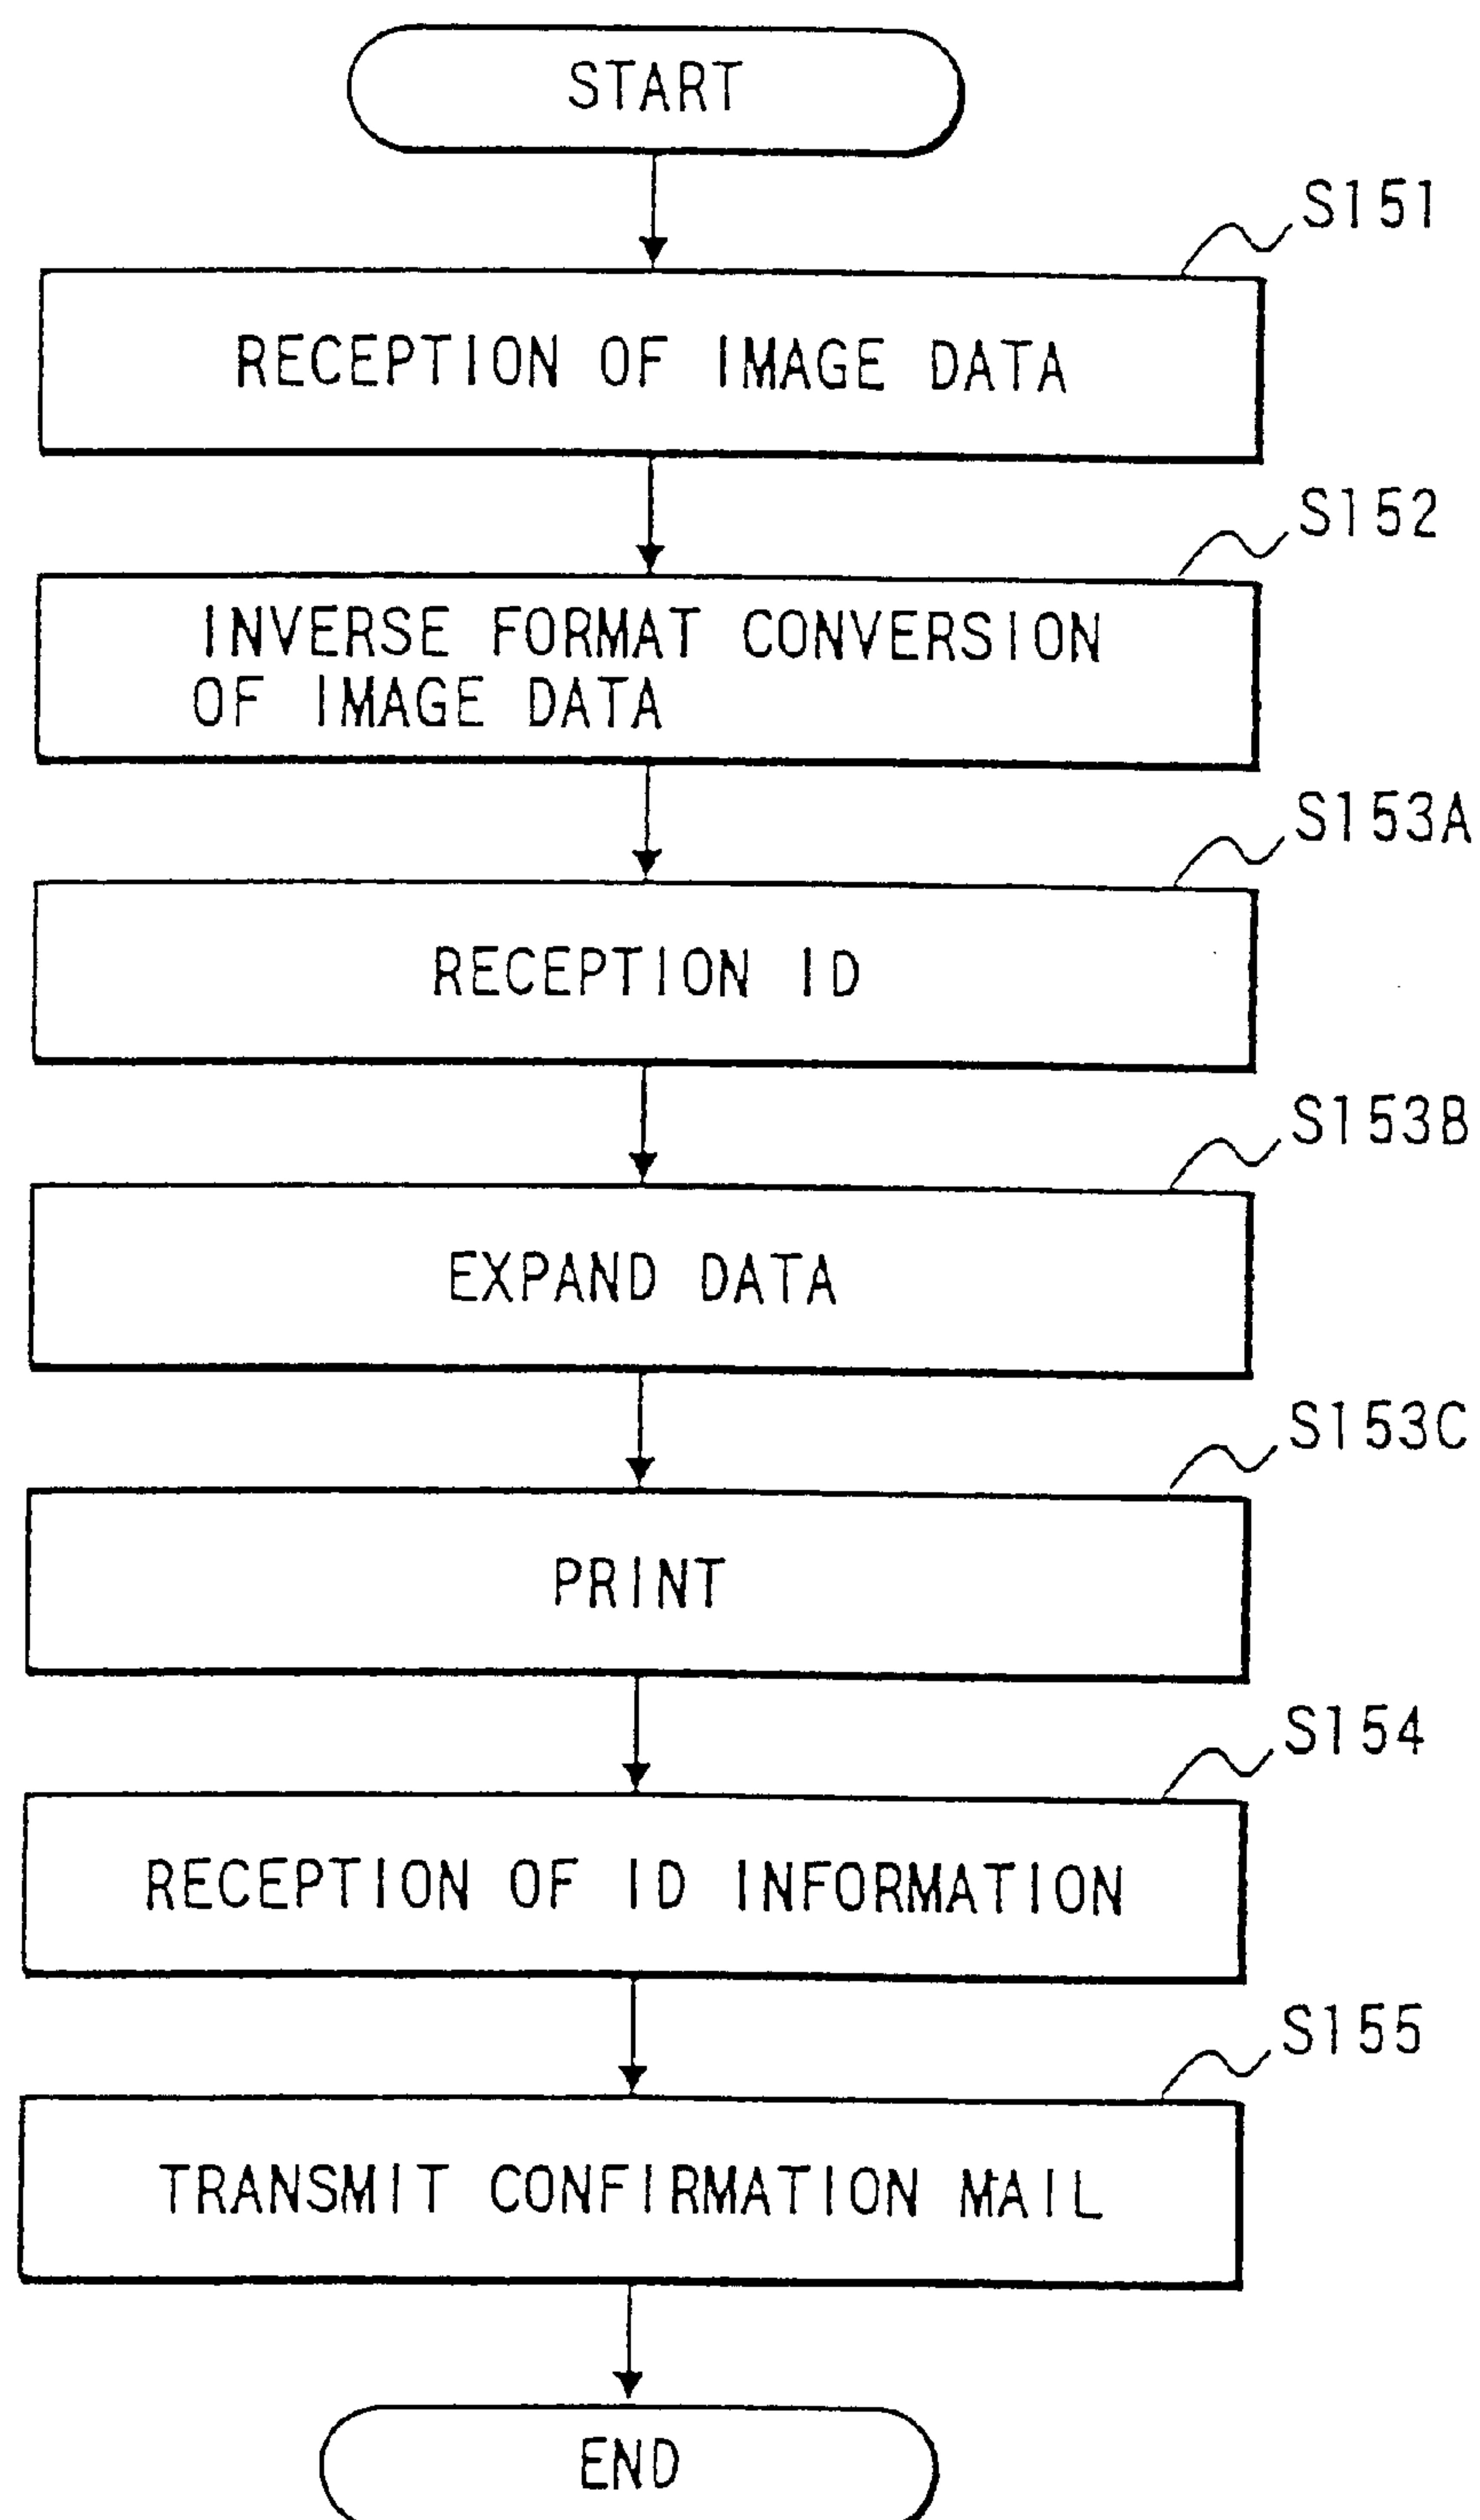 START
S151
RECEPTION OF IMAGE DATA
S152
INVERSE FORMAT CONVERSION
OF IMAGE DATA
S153A
RECEPTION ID
S153B
EXPAND DATA
S153C
PRINT
S154
RECEPTION OF ID INFORMATION
S155
TRANSMIT CONFIRMATION MAIL
END